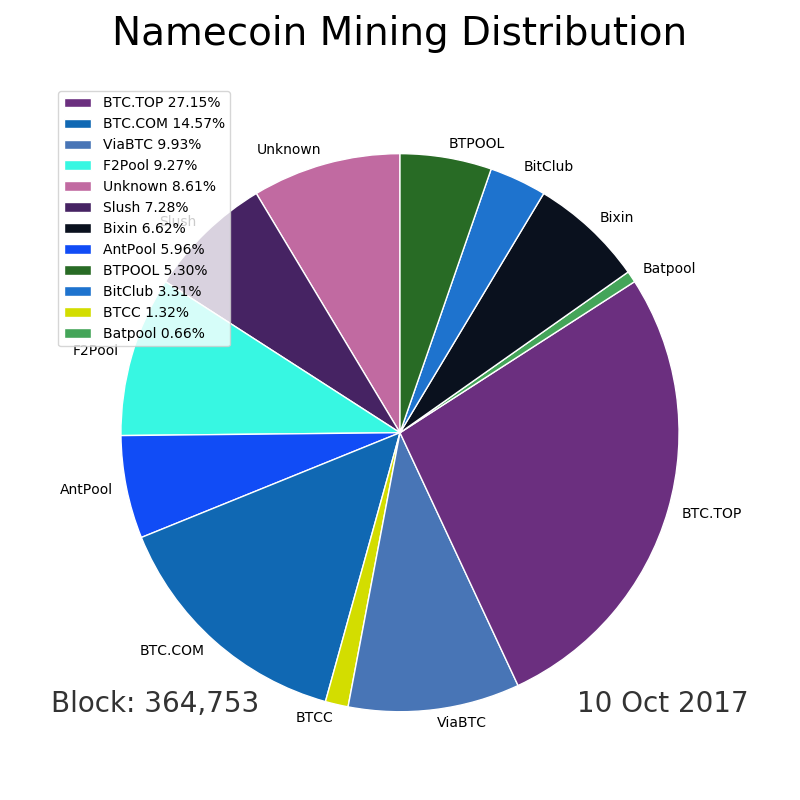 Namecoin Mining Distribution
BTC.TOP 27.15%
BTC.COM 14.57%
ViaBTC 9.93%
F2Pool 9.27%
Unknown 8.61%
Slush 7.28%
Bixin 6.62%
AntPool 5.96%
BTPOOL 5.30%
BitClub 3.31%
BTCC 1.32%
Batpool 0.66%
BTPOOL
Unknown
BitClub
Bixin
Slush
Batpool
F2Pool
AntPool
BTC.TOP
BTC.COM
BTCC
ViaBTC
Block: 364,753
10 Oct 2017